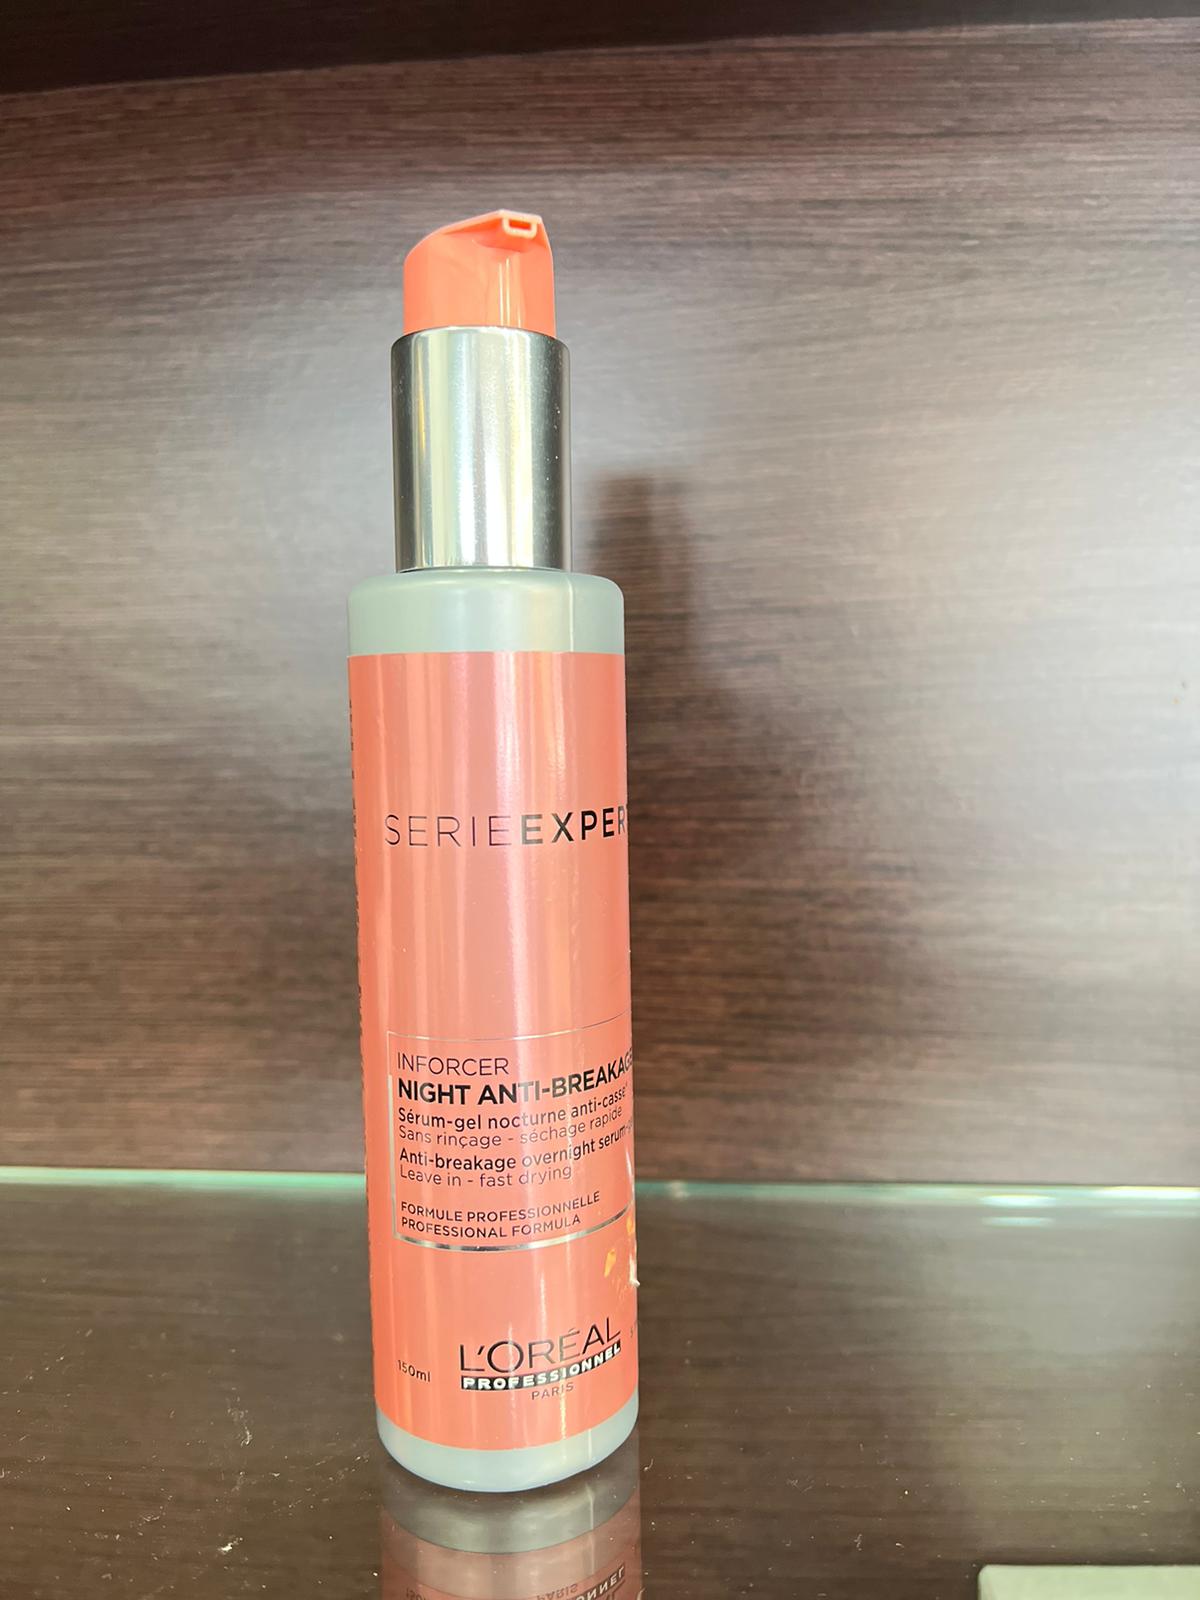 SERIEEXPERT
INFORCER
NIGHT ANTI-BREAKAGE
Sérum-gel nocturne anti-casse
Sans rinçage - séchage rapide
Anti-breakage overnight serum-
Leave in - fast drying
FORMULE PROFESSIONNELLE
PROFESSIONAL FORMULA
150ml
L'ORÉAL
PROFESSIONNEL
PARIS